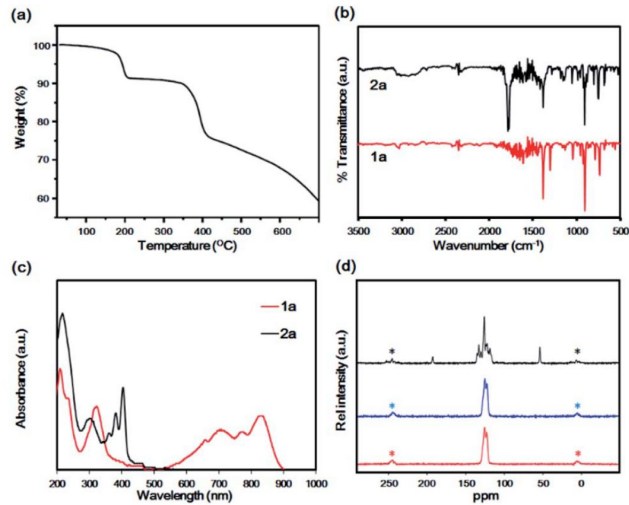 (a)
100
90
80
70
60
Weight (%)
100 200 300 400 500 600
Temperature (OC)
(b)
2a
1a
% Transmittance (a.u.)
3500 3000 2500 2000 1500 1000 500
Wavenumber (cm-1)
(c)
1a
2a
Absorbance (a.u.)
200 300 400 500 600 700 800 900 1000
Wavelength (nm)
(d)
* *
* *
* *
Rel intensity (a.u.)
250 200 150 100 50 0
ppm